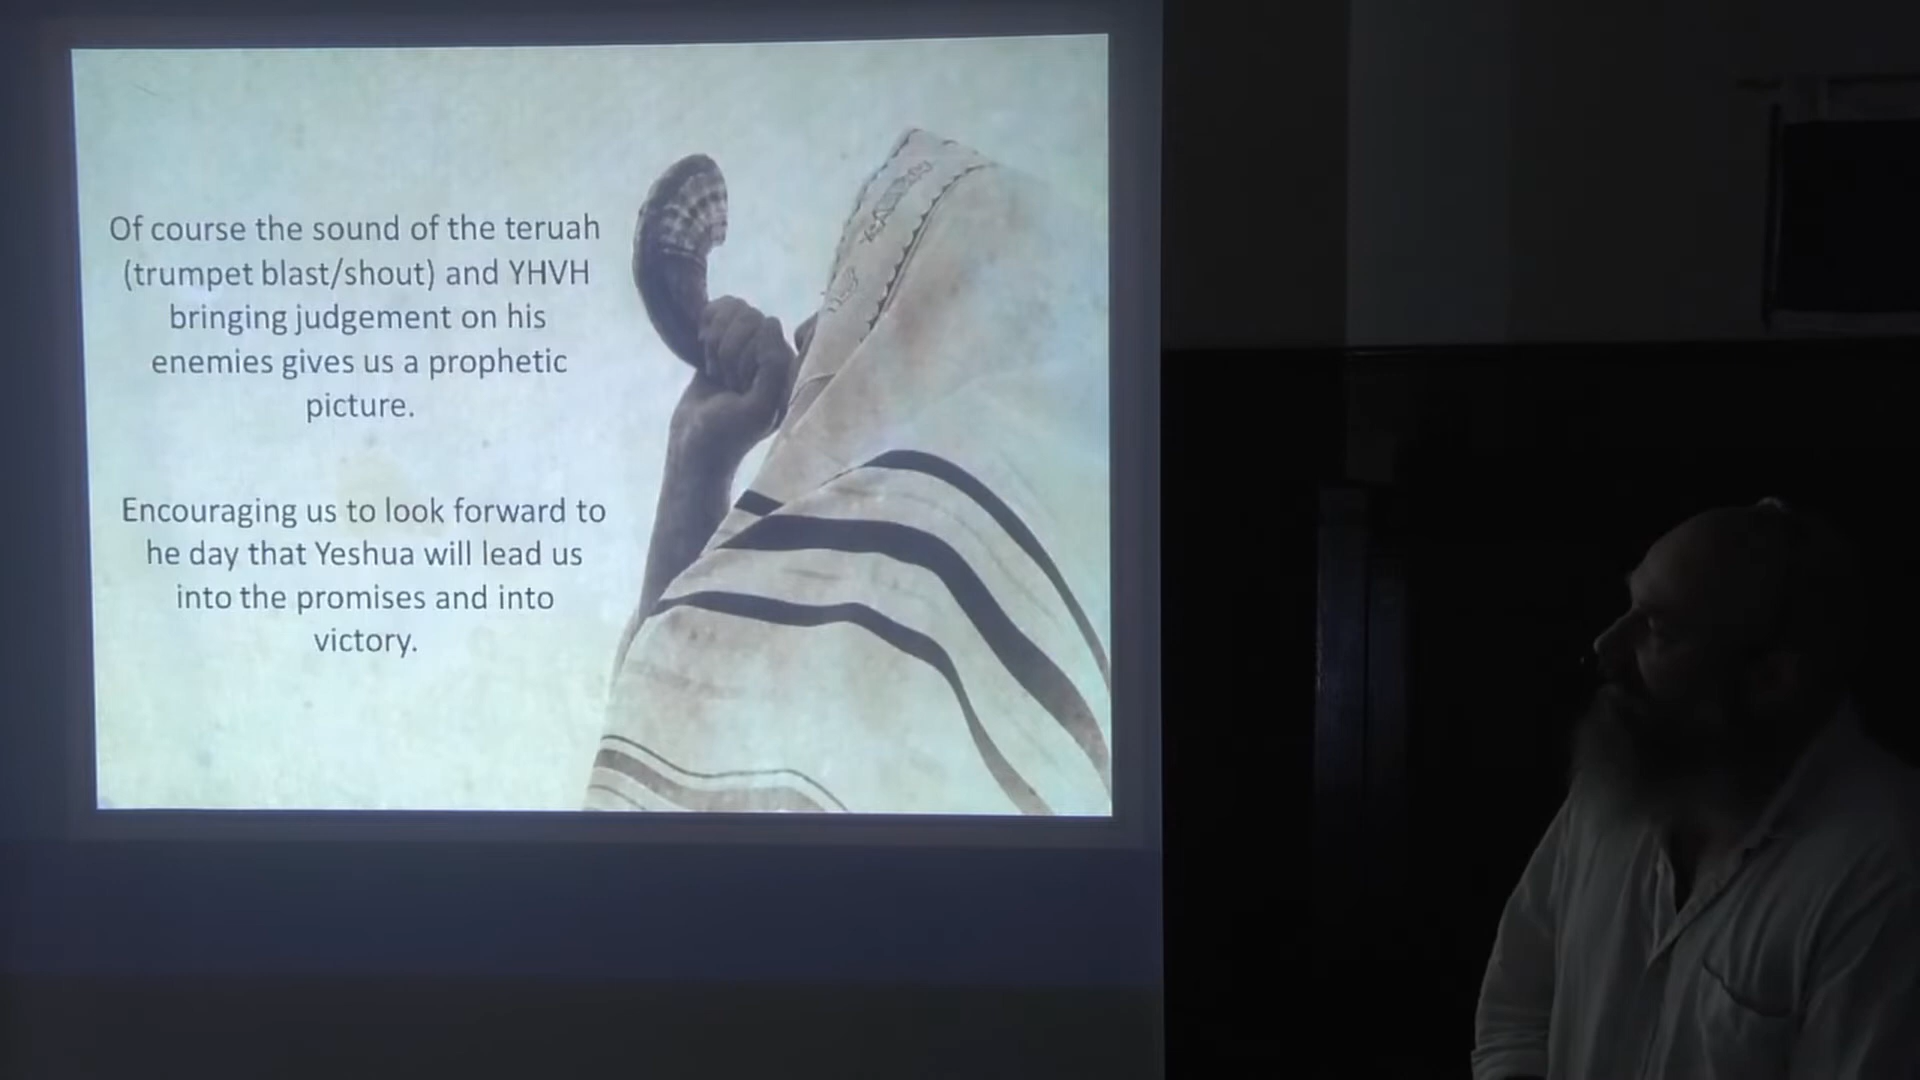 Of course the sound of the teruah
(trumpet blast/shout) and YHVH
bringing judgement on his
enemies gives us a prophetic
picture.
Encouraging us to look forward to
he day that Yeshua will lead us
into the promises and into
victory.